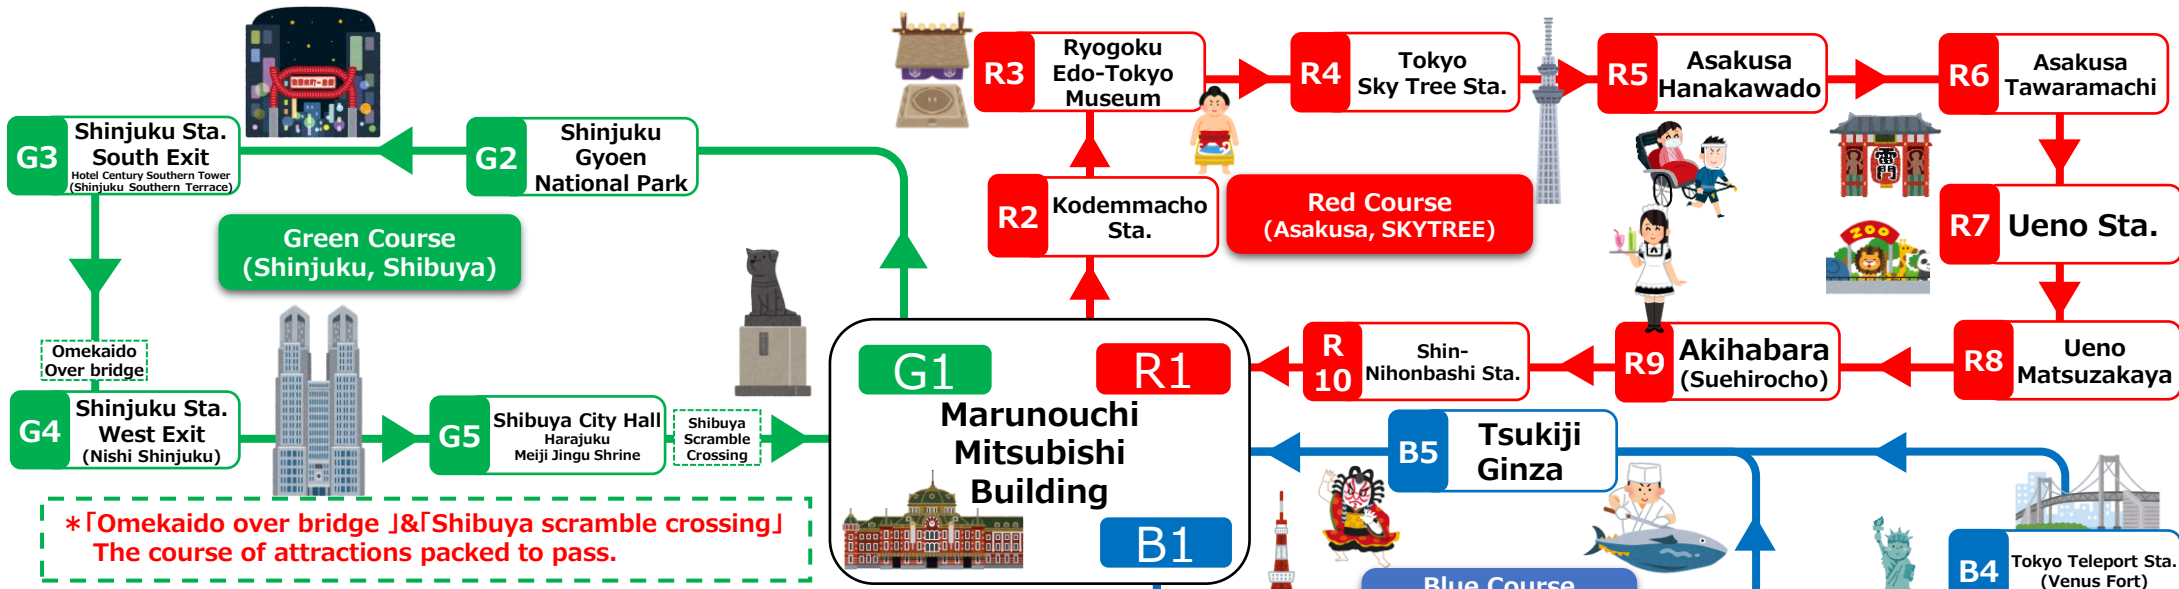 G3
Shinjuku Sta.
South Exit
Hotel Century Southern Tower
(Shinjuku Southern Terrace)
G2
Shinjuku
Gyoen
National Park
Green Course
(Shinjuku, Shibuya)
Omekaido
Over bridge
G4
Shinjuku Sta.
West Exit
(Nishi Shinjuku)
G5
Shibuya City Hall
Harajuku
Meiji Jingu Shrine
Shibuya
Scramble
Crossing
*「Omekaido over bridge 」&「Shibuya scramble crossing」
The course of attractions packed to pass.
G1
R1
Marunouchi
Mitsubishi
Building
B1
R2
Kodemmacho
Sta.
R3
Ryogoku
Edo-Tokyo
Museum
R4
Tokyo
Sky Tree Sta.
R5
Asakusa
Hanakawado
R6
Asakusa
Tawaramachi
Red Course
(Asakusa, SKYTREE)
雷門
ZOO
R7
Ueno Sta.
R8
Ueno
Matsuzakaya
R9
Akihabara
(Suehirocho)
R
10
Shin-
Nihonbashi Sta.
B5
Tsukiji
Ginza
B4
Tokyo Teleport Sta.
(Venus Fort)
Blue Course